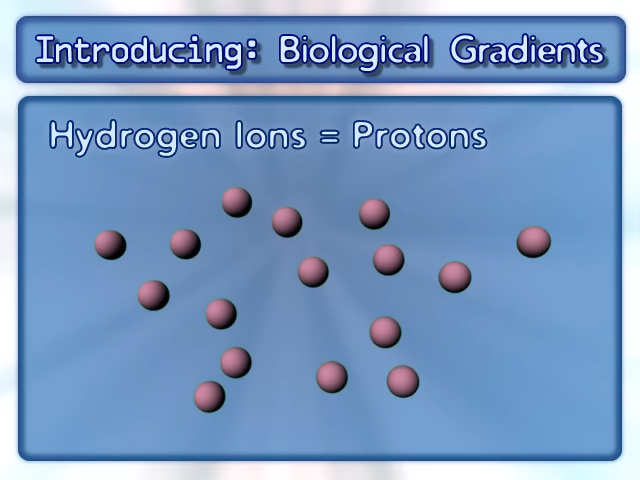 Introducing: Biological Gradients
Hydrogen Ions = Protons